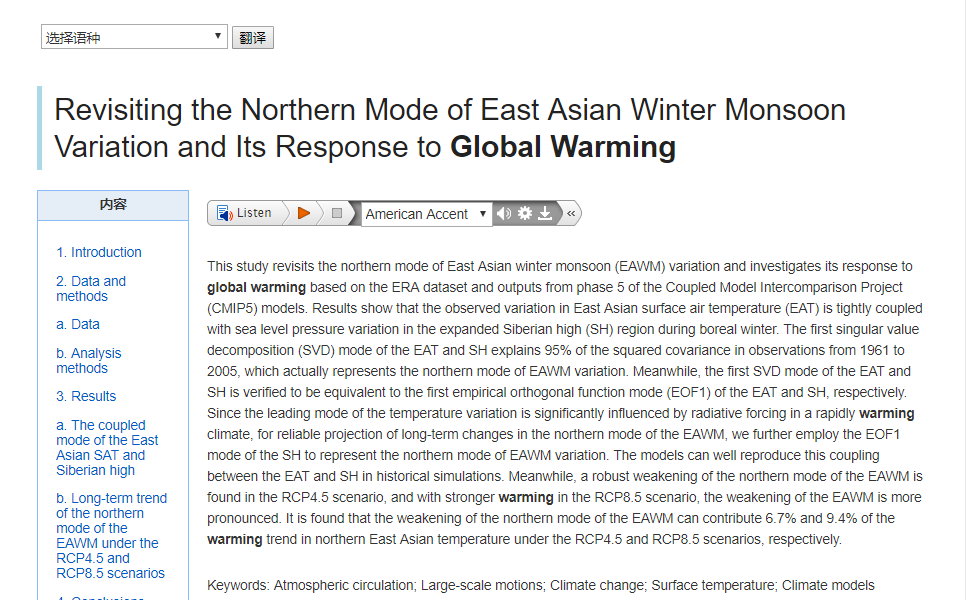 选择语种
翻译
Revisiting the Northern Mode of East Asian Winter Monsoon
Variation and Its Response to Global Warming
内容
1. Introduction
2. Data and
methods
a. Data
b. Analysis
methods
3. Results
a. The coupled
mode of the East
Asian SAT and
Siberian high
b. Long-term trend
of the northern
mode of the
EAWM under the
RCP4.5 and
RCP8.5 scenarios
4. Conclusions
Listen
American Accent
This study revisits the northern mode of East Asian winter monsoon (EAWM) variation and investigates its response to
global warming based on the ERA dataset and outputs from phase 5 of the Coupled Model Intercomparison Project
(CMIP5) models. Results show that the observed variation in East Asian surface air temperature (EAT) is tightly coupled
with sea level pressure variation in the expanded Siberian high (SH) region during boreal winter. The first singular value
decomposition (SVD) mode of the EAT and SH explains 95% of the squared covariance in observations from 1961 to
2005, which actually represents the northern mode of EAWM variation. Meanwhile, the first SVD mode of the EAT and
SH is verified to be equivalent to the first empirical orthogonal function mode (EOF1) of the EAT and SH, respectively.
Since the leading mode of the temperature variation is significantly influenced by radiative forcing in a rapidly warming
climate, for reliable projection of long-term changes in the northern mode of the EAWM, we further employ the EOF1
mode of the SH to represent the northern mode of EAWM variation. The models can well reproduce this coupling
between the EAT and SH in historical simulations. Meanwhile, a robust weakening of the northern mode of the EAWM is
found in the RCP4.5 scenario, and with stronger warming in the RCP8.5 scenario, the weakening of the EAWM is more
pronounced. It is found that the weakening of the northern mode of the EAWM can contribute 6.7% and 9.4% of the
warming trend in northern East Asian temperature under the RCP4.5 and RCP8.5 scenarios, respectively.
Keywords: Atmospheric circulation; Large-scale motions; Climate change; Surface temperature; Climate models